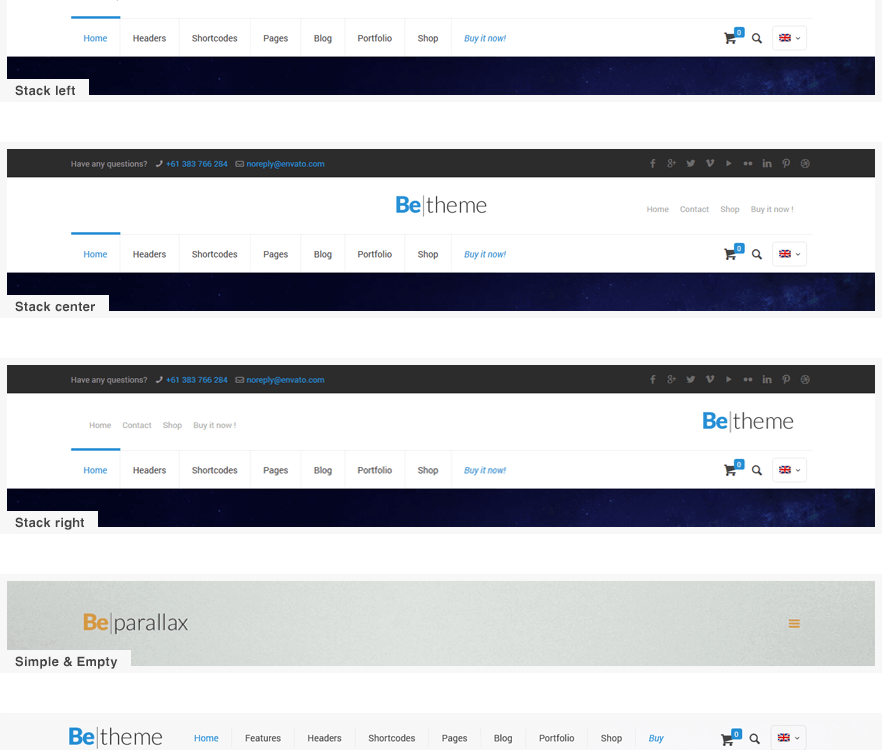 Home Headers Shortcodes Pages Blog Portfolio Shop Buy it now! 0
Stack left
Have any questions? +61 383 766 284 noreply@envato.com
Be|theme
Home Contact Shop Buy it now !
Home Headers Shortcodes Pages Blog Portfolio Shop Buy it now! 0
Stack center
Have any questions? +61 383 766 284 noreply@envato.com
Home Contact Shop Buy it now !
Be|theme
Home Headers Shortcodes Pages Blog Portfolio Shop Buy it now! 0
Stack right
Be|parallax
Simple & Empty
Be|theme Home Features Headers Shortcodes Pages Blog Portfolio Shop Buy 0